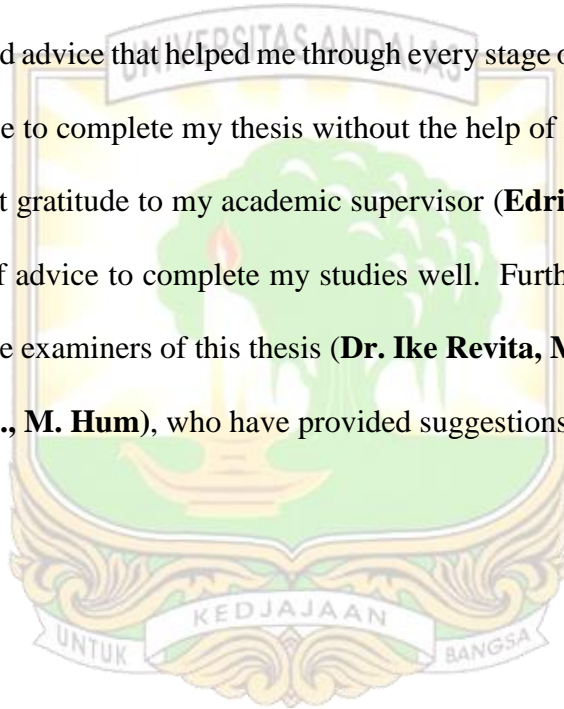 UNIVERSITAS ANDALAS
d advice that helped me through every stage o
e to complete my thesis without the help of
t gratitude to my academic supervisor (Edri
f advice to complete my studies well. Furth
e examiners of this thesis (Dr. Ike Revita, M
., M. Hum), who have provided suggestions
KEDJAJAAN
UNTUK BANGSA